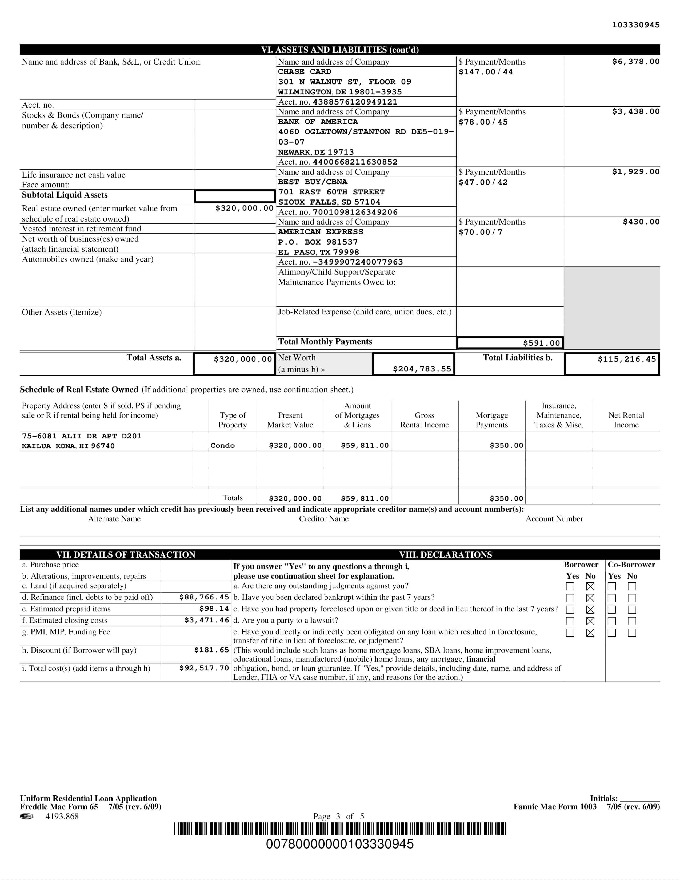 103330945
VI. ASSETS AND LIABILITIES (cont'd)
Name and address of Bank, S&L, or Credit Union
Acct. no.
Stocks & Bonds (Company name/
number & description)
Life insurance net cash value
Face amount:
Subtotal Liquid Assets
Real estate owned (enter market value from
schedule of real estate owned)
$320,000.00
Vested interest in retirement fund
Net worth of business(es) owned
(attach financial statement)
Automobiles owned (make and year)
Other Assets (itemize)
Name and address of Company
CHASE CARD
301 N WALNUT ST, FLOOR 09
WILMINGTON, DE 19801-3935
Acct. no. 4388576120949121
$ Payment/Months
$147.00/44
$6,378.00
Name and address of Company
BANK OF AMERICA
4060 OGLETOWN/STANTON RD DE5-019-
03-07
NEWARK, DE 19713
Acct. no. 4400668211630852
$ Payment/Months
$78.00/45
$3,438.00
Name and address of Company
BEST BUY/CBNA
701 EAST 60TH STREET
SIOUX FALLS, SD 57104
Acct. no. 7001098126349206
$ Payment/Months
$47.00/42
$1,929.00
Name and address of Company
AMERICAN EXPRESS
P.O. BOX 981537
EL PASO, TX 79998
Acct. no. -3499907240077963
$ Payment/Months
$70.00/7
$430.00
Alimony/Child Support/Separate
Maintenance Payments Owed to:
Job-Related Expense (child care, union dues, etc.)
Total Monthly Payments $591.00
Total Assets a. $320,000.00
Net Worth
(a minus b) » $204,783.55
Total Liabilities b. $115,216.45
Schedule of Real Estate Owned (If additional properties are owned, use continuation sheet.)
Property Address (enter S if sold, PS if pending
sale or R if rental being held for income)
Type of
Property
Present
Market Value
Amount
of Mortgages
& Liens
Gross
Rental Income
Mortgage
Payments
Insurance,
Maintenance,
Taxes & Misc.
Net Rental
Income
75-6081 ALII DR APT D201
KAILUA KONA, HI 96740 Condo $320,000.00 $59,811.00 $350.00
Totals $320,000.00 $59,811.00 $350.00
List any additional names under which credit has previously been received and indicate appropriate creditor name(s) and account number(s):
Alternate Name Creditor Name Account Number
VII. DETAILS OF TRANSACTION
a. Purchase price
b. Alterations, improvements, repairs
c. Land (if acquired separately)
d. Refinance (incl. debts to be paid off) $88,766.45
e. Estimated prepaid items $98.14
f. Estimated closing costs $3,471.46
g. PMI, MIP, Funding Fee
h. Discount (if Borrower will pay) $181.65
i. Total cost(s) (add items a through h) $92,517.70
VIII. DECLARATIONS
If you answer "Yes" to any questions a through i,
please use continuation sheet for explanation.
Borrower Co-Borrower
Yes No Yes No
a. Are there any outstanding judgments against you?
b. Have you been declared bankrupt within the past 7 years?
c. Have you had property foreclosed upon or given title or deed in lieu thereof in the last 7 years?
d. Are you a party to a lawsuit?
e. Have you directly or indirectly been obligated on any loan which resulted in foreclosure,
transfer of title in lieu of foreclosure, or judgment?
(This would include such loans as home mortgage loans, SBA loans, home improvement loans,
educational loans, manufactured (mobile) home loans, any mortgage, financial
obligation, bond, or loan guarantee. If "Yes," provide details, including date, name, and address of
Lender, FHA or VA case number, if any, and reasons for the action.)
Uniform Residential Loan Application
Freddie Mac Form 65 7/05 (rev. 6/09)
4193.868
Page 3 of 5
Initials:
Fannie Mae Form 1003 7/05 (rev. 6/09)
00780000000103330945